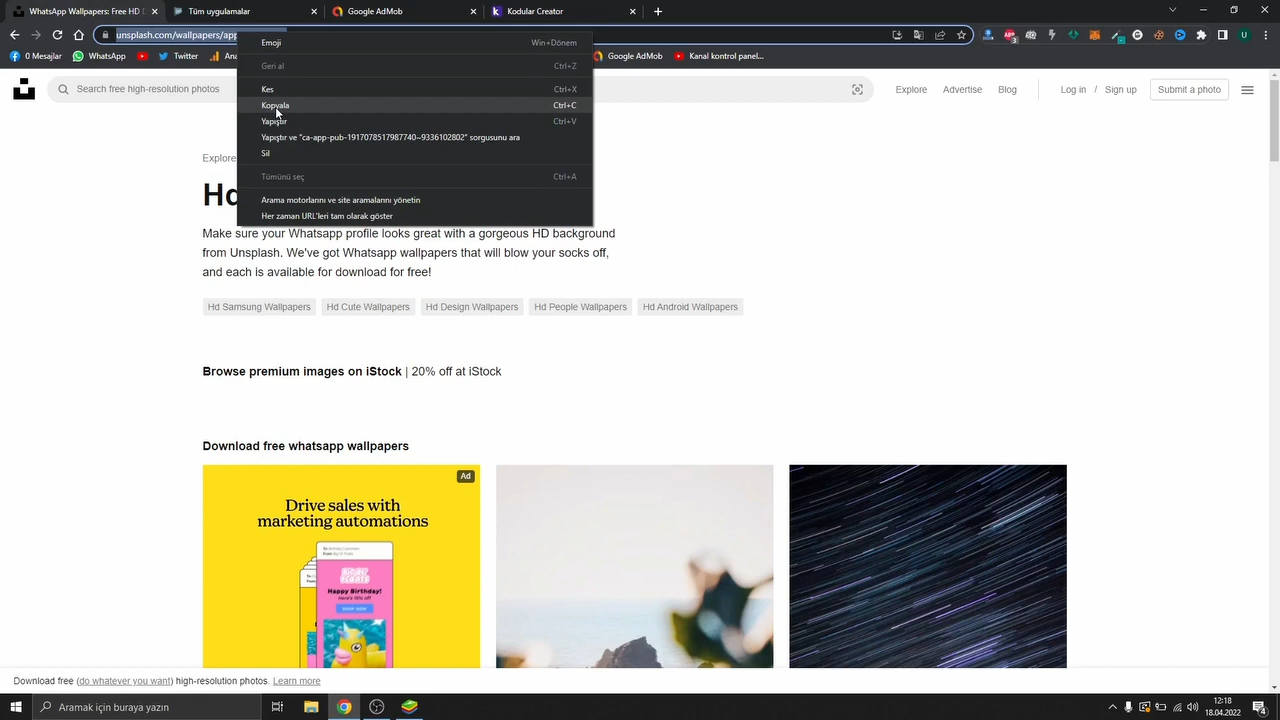 Whatsapp Wallpapers: Free HD
Tüm uygulamalar
Google AdMob
Kodular Creator
unsplash.com/wallpapers/app
0 Mesajlar
WhatsApp
Twitter
Google AdMob
Kanal kontrol panel...
Emoji
Win+Dönem
Geri al
Ctrl+Z
Kes
Ctrl+X
Kopyala
Ctrl+C
Yapıştır
Ctrl+V
Yapıştır ve "ca-app-pub-1917078517987740~9336102802" sorgusunu ara
Sil
Tümünü seç
Ctrl+A
Arama motorlarını ve site aramalarını yönetin
Her zaman URL'leri tam olarak göster
Search free high-resolution photos
Explore
Advertise
Blog
Log in / Sign up
Submit a photo
Explore
Hd
Make sure your Whatsapp profile looks great with a gorgeous HD background
from Unsplash. We've got Whatsapp wallpapers that will blow your socks off,
and each is available for download for free!
Hd Samsung Wallpapers
Hd Cute Wallpapers
Hd Design Wallpapers
Hd People Wallpapers
Hd Android Wallpapers
Browse premium images on iStock | 20% off at iStock
Download free whatsapp wallpapers
Ad
Drive sales with
marketing automations
Happy Birthday!
Here's 15% off
SHOP NOW
Download free (do whatever you want) high-resolution photos. Learn more
Aramak için buraya yazın
12:18
18.04.2022